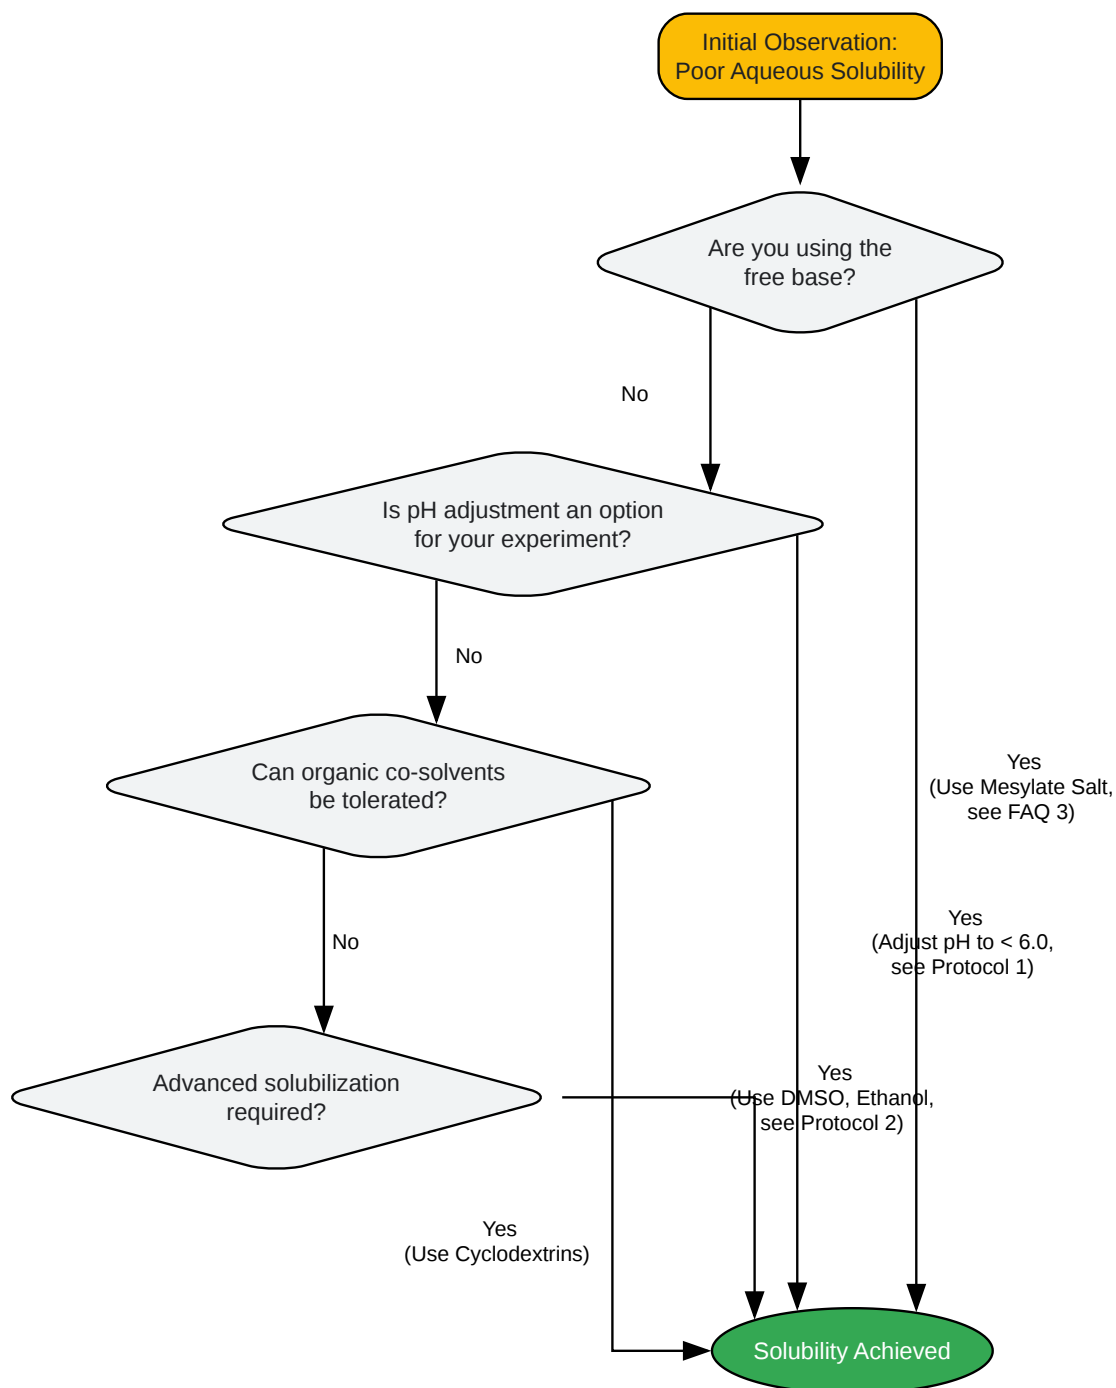 Initial Observation:
Poor Aqueous Solubility
Are you using the
free base?
No
Is pH adjustment an option
for your experiment?
No
Can organic co-solvents
be tolerated?
Yes
(Use Mesylate Salt,
see FAQ 3)
No
Yes
(Adjust pH to < 6.0,
see Protocol 1)
Advanced solubilization
required?
Yes
(Use DMSO, Ethanol,
see Protocol 2)
Yes
(Use Cyclodextrins)
Solubility Achieved